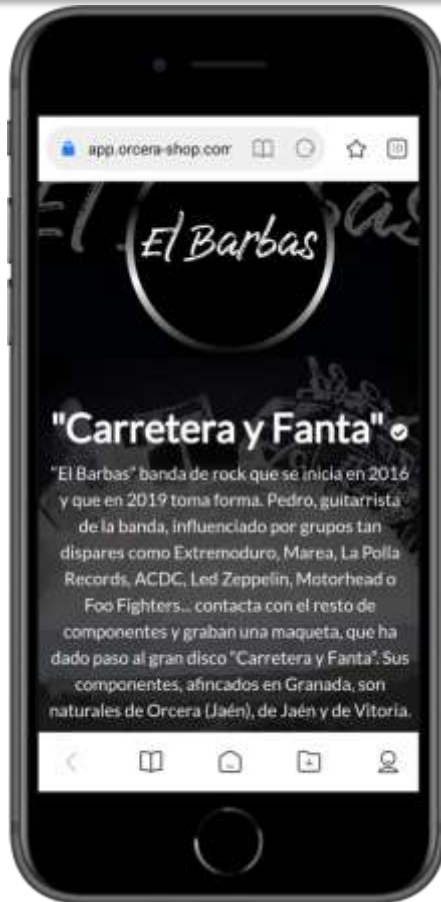 app.orcera-shop.com
10
El Barbas
"Carretera y Fanta"
"El Barbas" banda de rock que se inicia en 2016
y que en 2019 toma forma. Pedro, guitarrista
de la banda, influenciado por grupos tan
dispares como Extremoduro, Marea, La Polla
Records, ACDC, Led Zeppelin, Motorhead o
Foo Fighters... contacta con el resto de
componentes y graban una maqueta, que ha
dado paso al gran disco "Carretera y Fanta". Sus
componentes, afincados en Granada, son
naturales de Orcera (Jaén), de Jaén y de Vitoria.